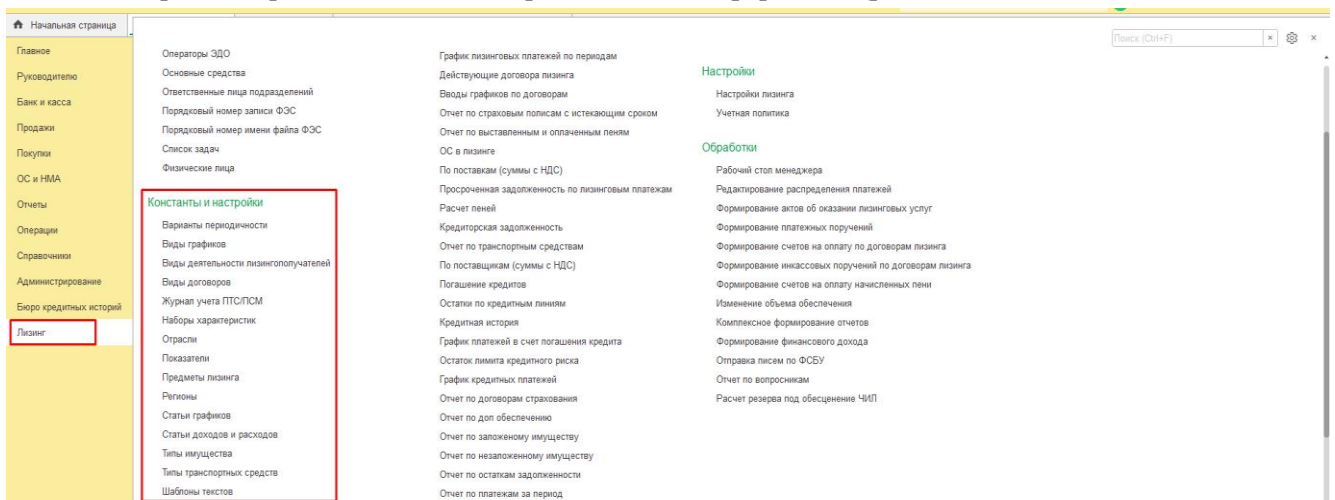 Начальная страница
Поиск (Ctrl+F)
Главное
Руководителю
Банк и касса
Продажи
Покупки
ОС и НМА
Отчеты
Операции
Справочники
Администрирование
Бюро кредитных историй
Лизинг
Операторы ЭДО
Основные средства
Ответственные лица подразделений
Порядковый номер записи ФЭС
Порядковый номер имени файла ФЭС
Список задач
Физические лица
Константы и настройки
Варианты периодичности
Виды графиков
Виды деятельности лизингополучателей
Виды договоров
Журнал учета ПТС/ПСМ
Наборы характеристик
Отрасли
Показатели
Предметы лизинга
Регионы
Статьи графиков
Статьи доходов и расходов
Типы имущества
Типы транспортных средств
Шаблоны текстов
График лизинговых платежей по периодам
Действующие договора лизинга
Вводы графиков по договорам
Отчет по страховым полисам с истекающим сроком
Отчет по выставленным и оплаченным пеням
ОС в лизинге
По поставкам (суммы с НДС)
Просроченная задолженность по лизинговым платежам
Расчет пеней
Кредиторская задолженность
Отчет по транспортным средствам
По поставщикам (суммы с НДС)
Погашение кредитов
Остатки по кредитным линиям
Кредитная история
График платежей в счет погашения кредита
Остаток лимита кредитного риска
График кредитных платежей
Отчет по договорам страхования
Отчет по доп обеспечению
Отчет по заложеному имуществу
Отчет по незаложенному имуществу
Отчет по остаткам задолженности
Отчет по платежам за период
Настройки
Настройки лизинга
Учетная политика
Обработки
Рабочий стол менеджера
Редактирование распределения платежей
Формирование актов об оказании лизинговых услуг
Формирование платежных поручений
Формирование счетов на оплату по договорам лизинга
Формирование инкассовых поручений по договорам лизинга
Формирование счетов на оплату начисленных пени
Изменение объема обеспечения
Комплексное формирование отчетов
Формирование финансового дохода
Отправка писем по ФСБУ
Отчет по вопросникам
Расчет резерва под обесценение ЧИЛ